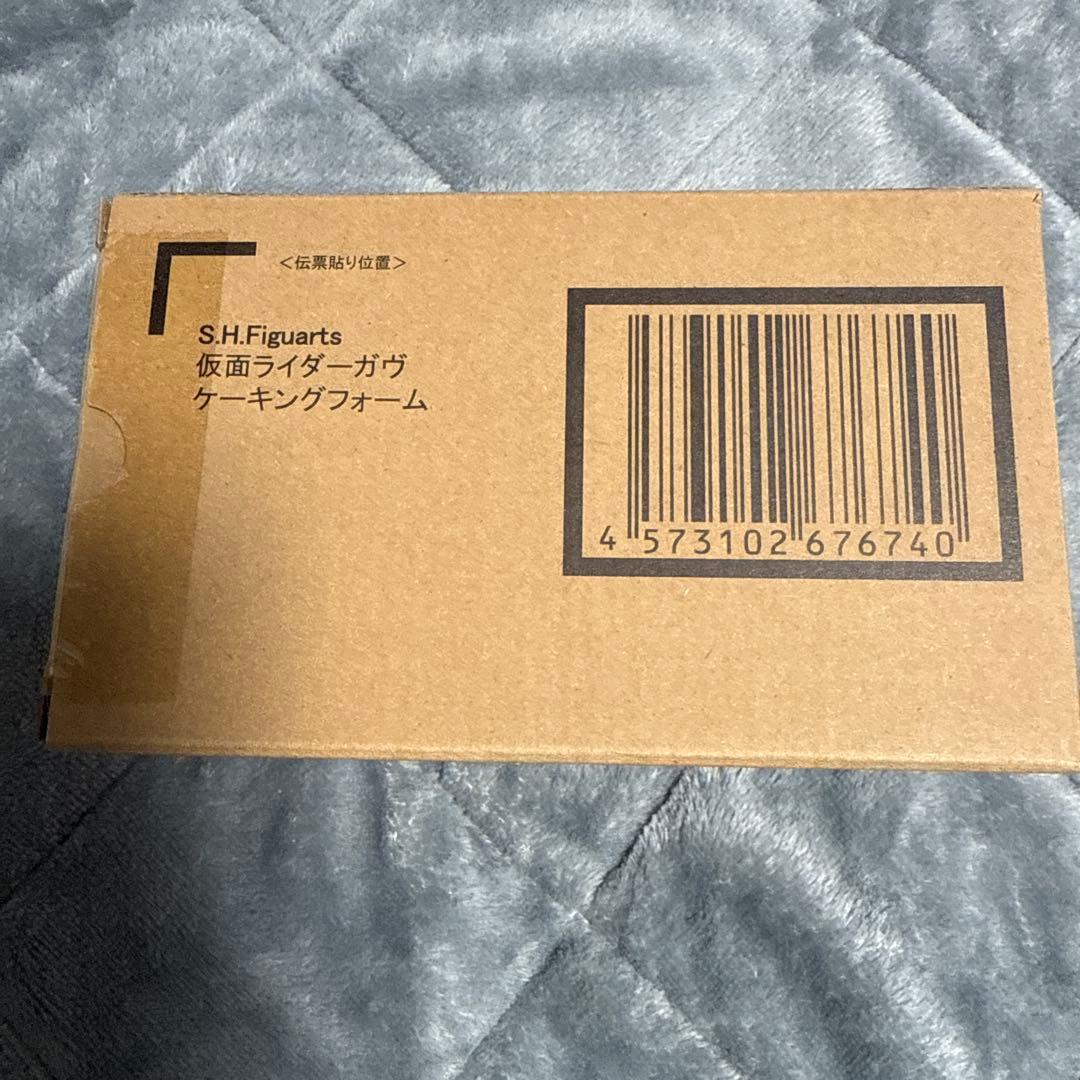 <伝票貼り位置>
S.H.Figuarts
仮面ライダーガヴ
ケーキングフォーム
4 573102 676740